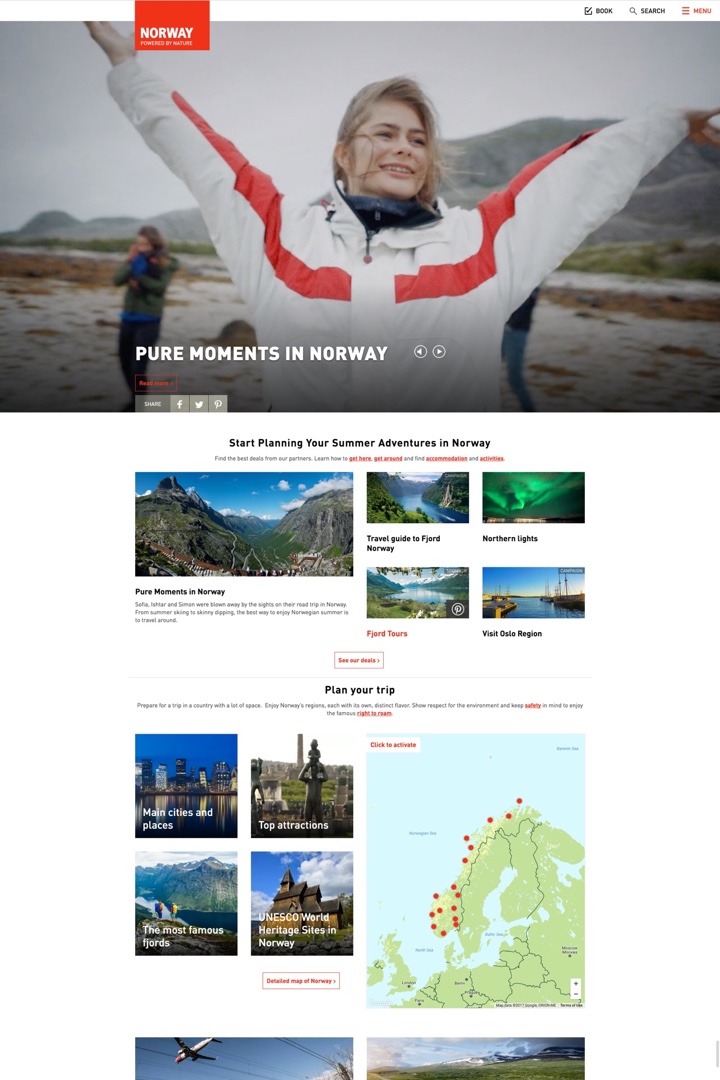 NORWAY
POWERED BY NATURE
BOOK
SEARCH
MENU
PURE MOMENTS IN NORWAY
Read more ›
SHARE
Start Planning Your Summer Adventures in Norway
Find the best deals from our partners. Learn how to get here, get around and find accommodation and activities.
CAMPAIGN
Pure Moments in Norway
Sofia, Ishtar and Simon were blown away by the sights on their road trip in Norway.
From summer skiing to skinny dipping, the best way to enjoy Norwegian summer is
to travel around.
Travel guide to Fjord
Norway
Northern lights
CAMPAIGN
Fjord Tours
Visit Oslo Region
See our deals ›
Plan your trip
Prepare for a trip in a country with a lot of space. Enjoy Norway's regions, each with its own, distinct flavor. Show respect for the environment and keep safety in mind to enjoy
the famous right to roam.
Main cities and
places
Top attractions
The most famous
fjords
UNESCO World
Heritage Sites in
Norway
Detailed map of Norway ›
Click to activate
Barents Sea
Norwegian Sea
North Sea
Baltic Sea
Moscow
London
Berlin
Prague
Paris
+
−
Map data ©2017 Google, ORION-ME
Terms of Use